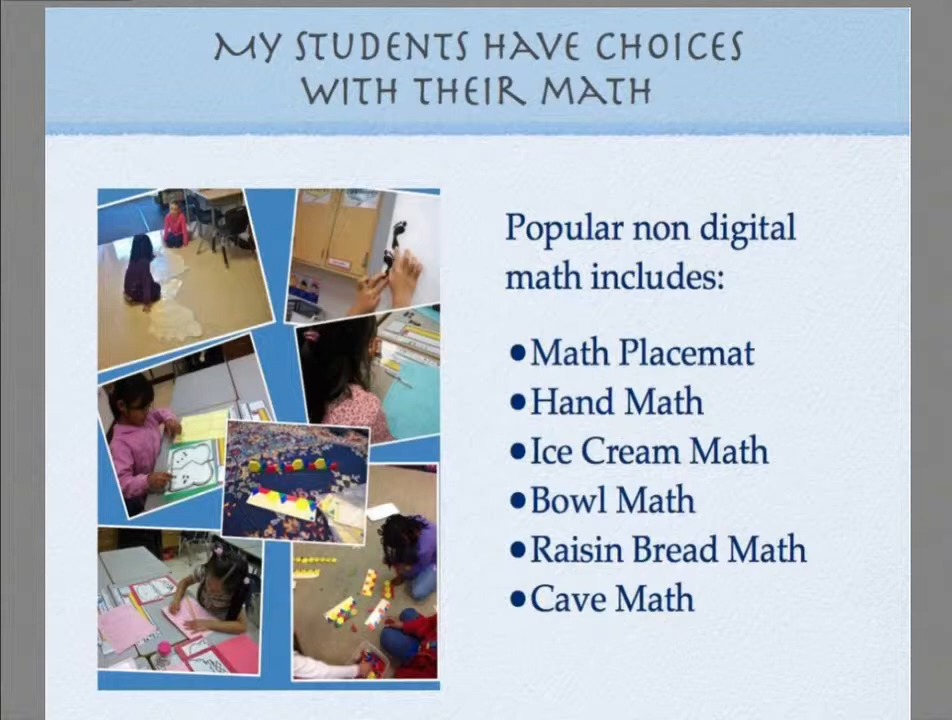 MY STUDENTS HAVE CHOICES
WITH THEIR MATH
Popular non digital
math includes:
•Math Placemat
•Hand Math
•Ice Cream Math
•Bowl Math
•Raisin Bread Math
•Cave Math